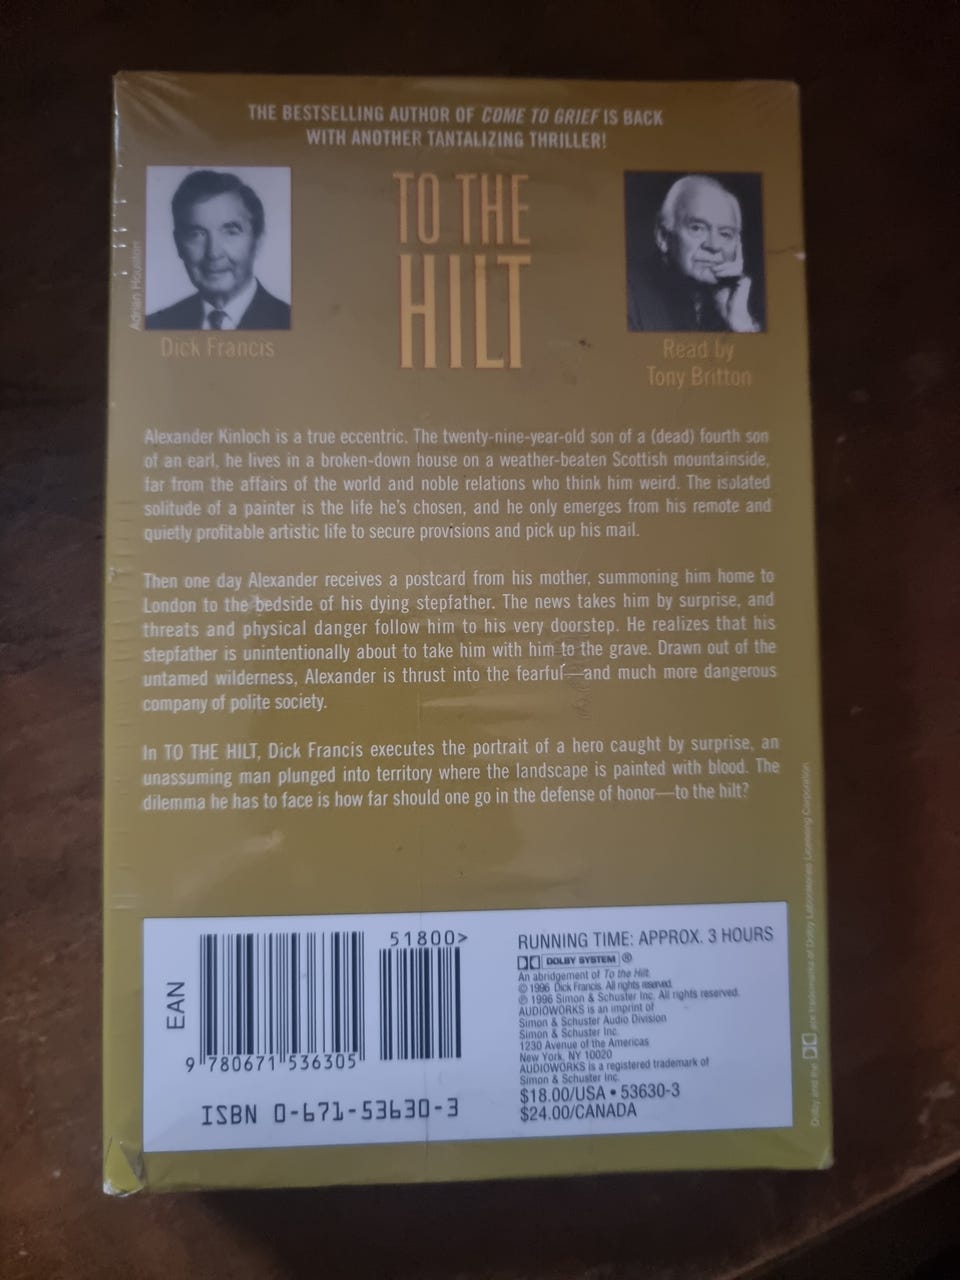 THE BESTSELLING AUTHOR OF COME TO GRIEF IS BACK
WITH ANOTHER TANTALIZING THRILLER!
TO THE
HILT
Adrian Houston
Dick Francis
Read by
Tony Britton
Alexander Kinloch is a true eccentric. The twenty-nine-year-old son of a (dead) fourth son
of an earl, he lives in a broken-down house on a weather-beaten Scottish mountainside,
far from the affairs of the world and noble relations who think him weird. The isolated
solitude of a painter is the life he's chosen, and he only emerges from his remote and
quietly profitable artistic life to secure provisions and pick up his mail.
Then one day Alexander receives a postcard from his mother, summoning him home to
London to the bedside of his dying stepfather. The news takes him by surprise, and
threats and physical danger follow him to his very doorstep. He realizes that his
stepfather is unintentionally about to take him with him to the grave. Drawn out of the
untamed wilderness, Alexander is thrust into the fearful—and much more dangerous
company of polite society.
In TO THE HILT, Dick Francis executes the portrait of a hero caught by surprise, an
unassuming man plunged into territory where the landscape is painted with blood. The
dilemma he has to face is how far should one go in the defense of honor—to the hilt?
EAN
51800>
9 780671 536305
ISBN 0-671-53630-3
RUNNING TIME: APPROX. 3 HOURS
DOLBY SYSTEM ®
An abridgement of To the Hilt
© 1996 Dick Francis. All rights reserved.
℗ 1996 Simon & Schuster Inc. All rights reserved.
AUDIOWORKS is an imprint of
Simon & Schuster Audio Division
Simon & Schuster Inc.
1230 Avenue of the Americas
New York, NY 10020
AUDIOWORKS is a registered trademark of
Simon & Schuster Inc.
$18.00/USA • 53630-3
$24.00/CANADA
Dolby and the are trademarks of Dolby Laboratories Licensing Corporation